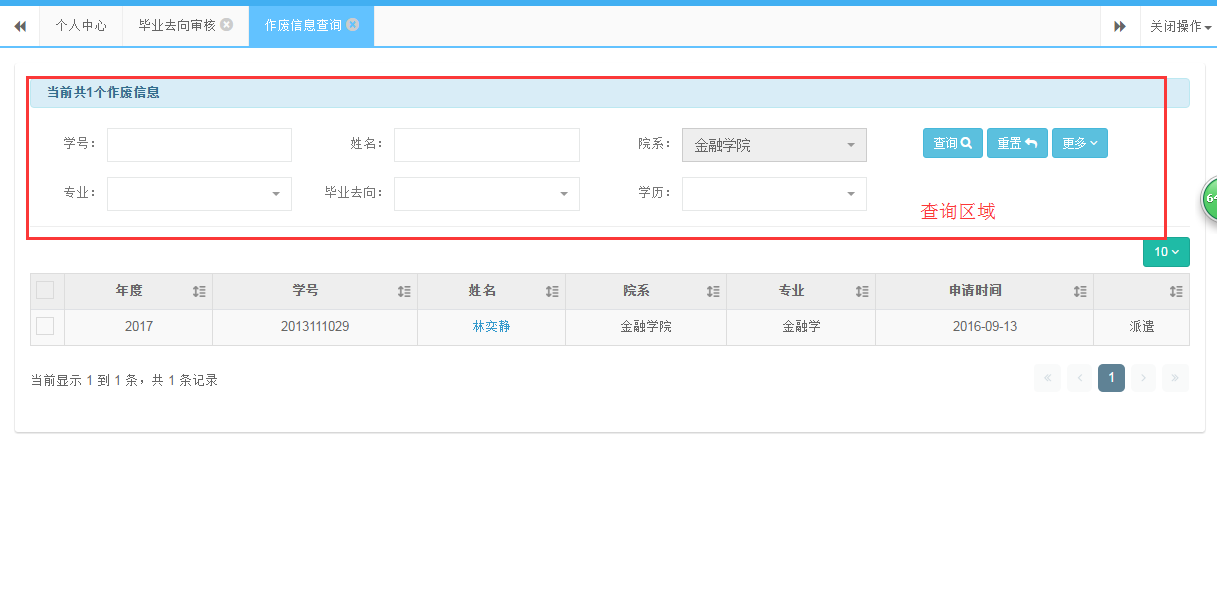 个人中心 毕业去向审核 作废信息查询 关闭操作
当前共1个作废信息
学号： 姓名： 院系： 金融学院 查询 重置 更多
专业： 毕业去向： 学历：
查询区域
10
年度 学号 姓名 院系 专业 申请时间
2017 2013111029 林奕静 金融学院 金融学 2016-09-13 派遣
当前显示 1 到 1 条，共 1 条记录 « ‹ 1 › »